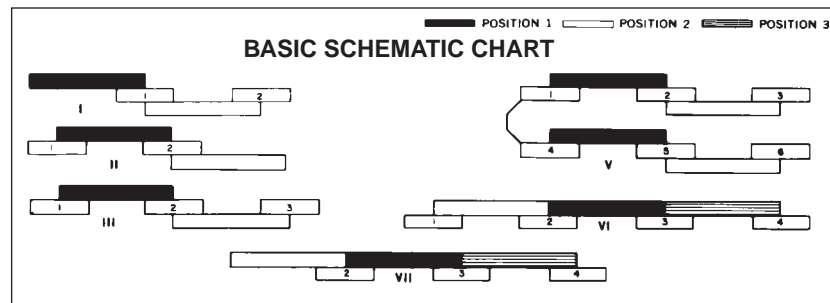 POSITION 1 POSITION 2 POSITION 3
BASIC SCHEMATIC CHART
1 2
I
1 2
II
1 2 3
III
1 2 3
4 5 6
V
1 2 3 4
VI
2 3 4
VII